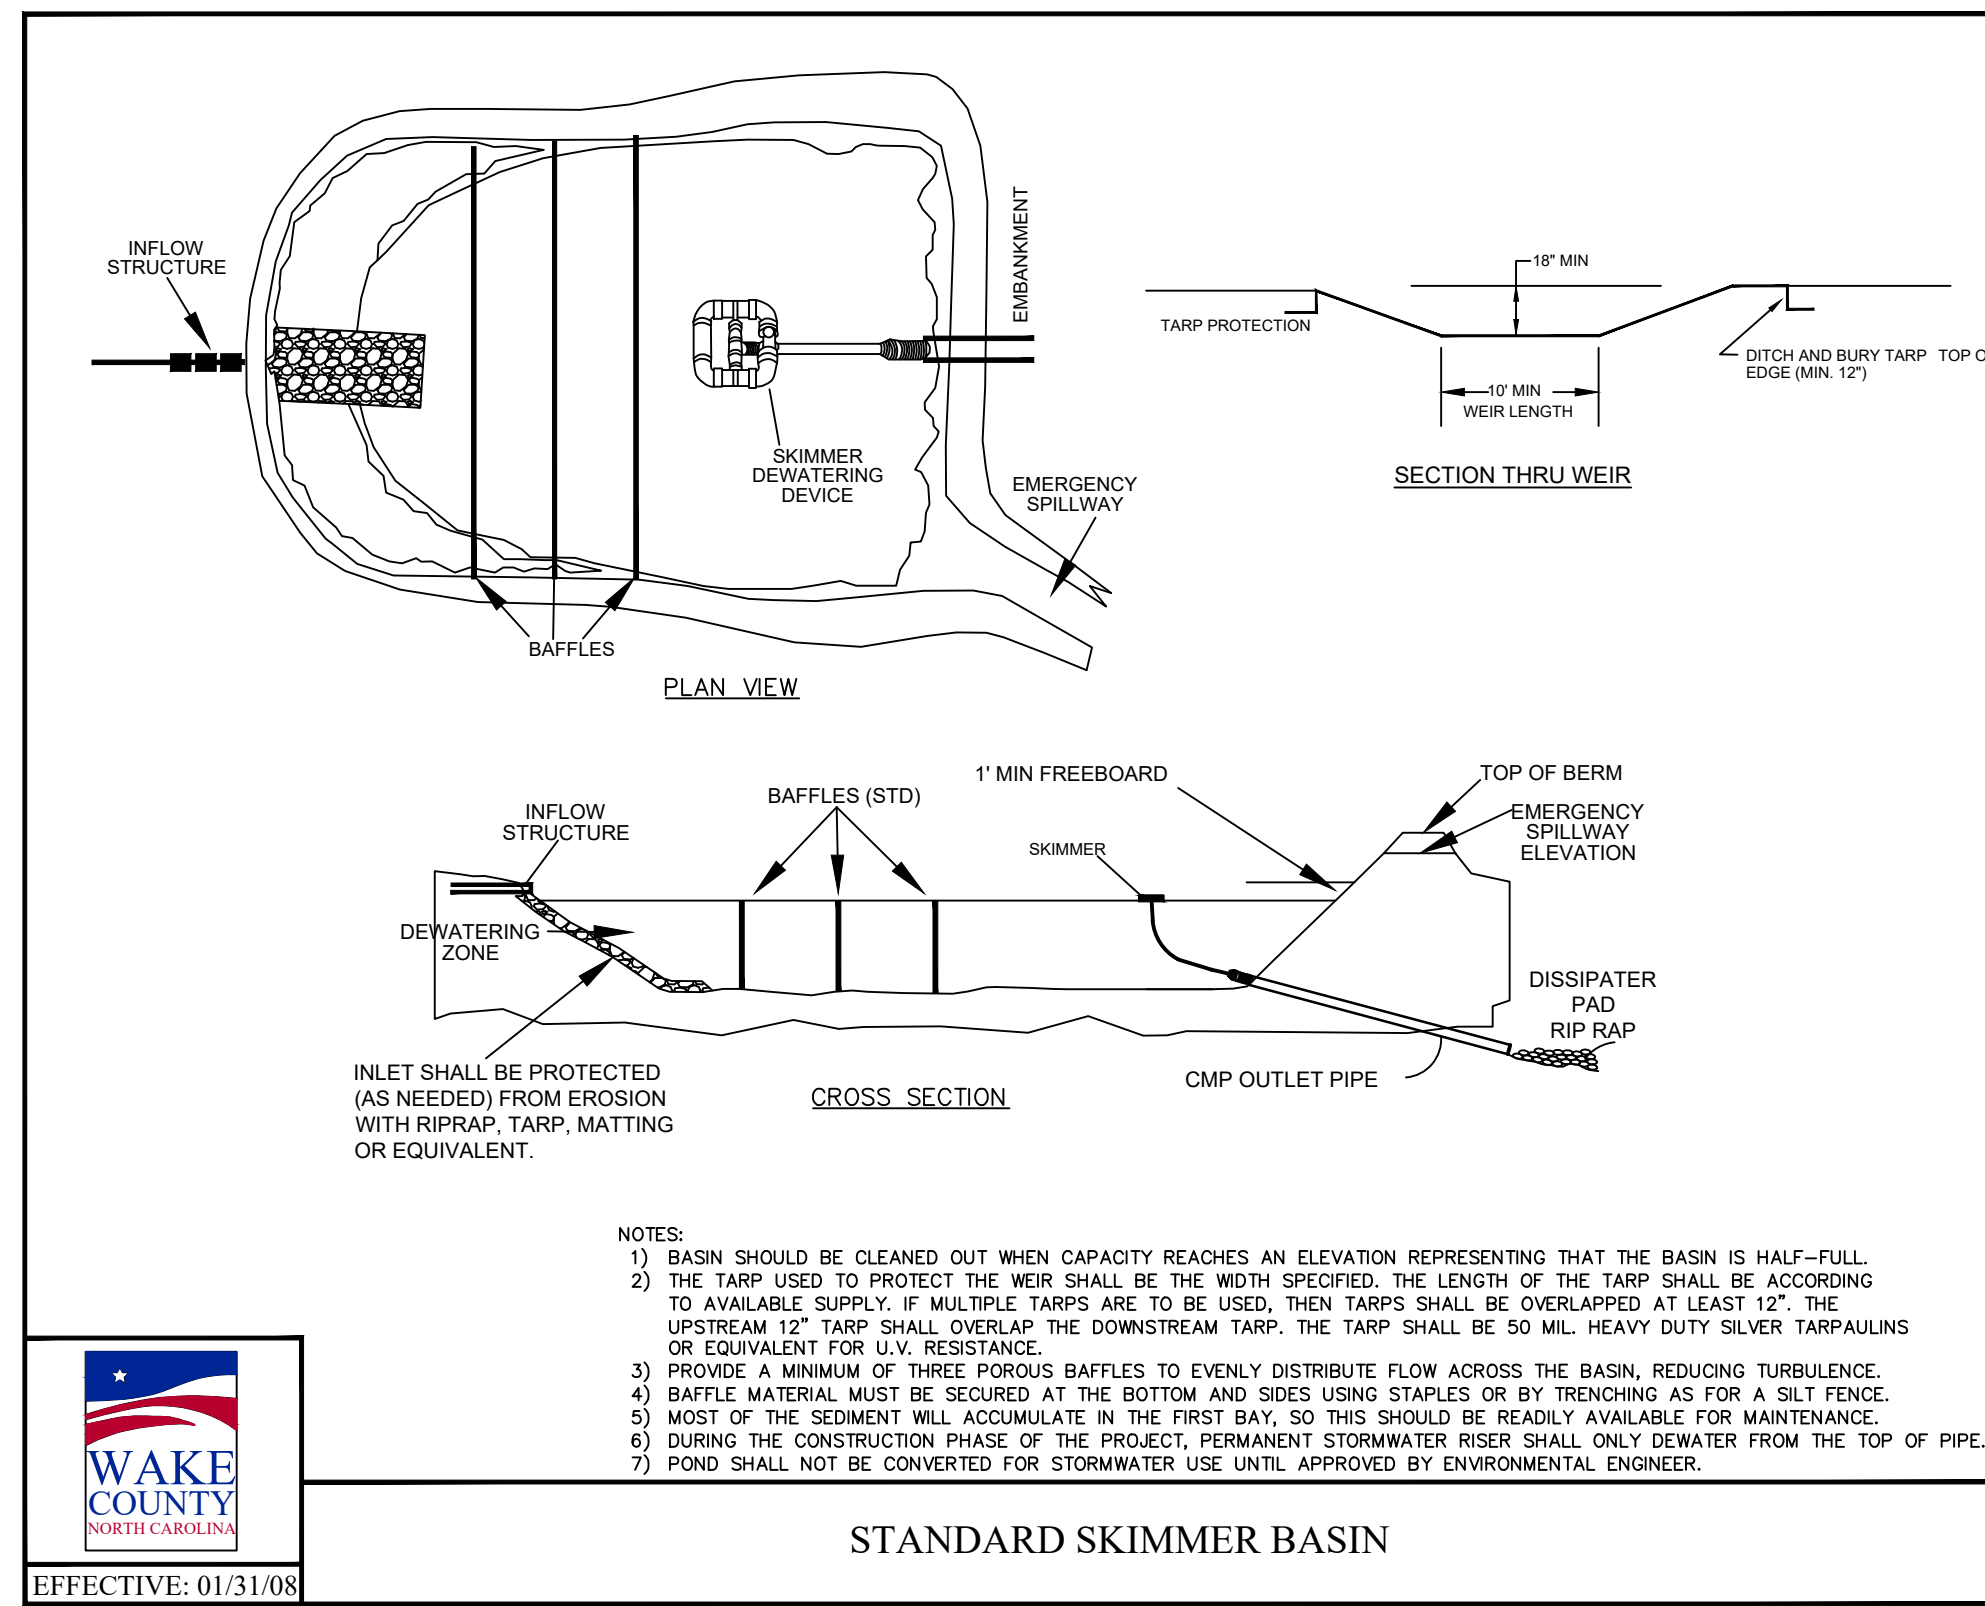 INFLOW
STRUCTURE
EMBANKMENT
SKIMMER
DEWATERING
DEVICE
EMERGENCY
SPILLWAY
BAFFLES
PLAN VIEW
18" MIN
TARP PROTECTION
DITCH AND BURY TARP TOP
EDGE (MIN. 12")
10' MIN
WEIR LENGTH
SECTION THRU WEIR
1' MIN FREEBOARD
TOP OF BERM
BAFFLES (STD)
INFLOW
STRUCTURE
EMERGENCY
SPILLWAY
ELEVATION
SKIMMER
DEWATERING
ZONE
DISSIPATER
PAD
RIP RAP
INLET SHALL BE PROTECTED
(AS NEEDED) FROM EROSION
WITH RIPRAP, TARP, MATTING
OR EQUIVALENT.
CMP OUTLET PIPE
CROSS SECTION
NOTES:
1) BASIN SHOULD BE CLEANED OUT WHEN CAPACITY REACHES AN ELEVATION REPRESENTING THAT THE BASIN IS HALF-FULL.
2) THE TARP USED TO PROTECT THE WEIR SHALL BE THE WIDTH SPECIFIED. THE LENGTH OF THE TARP SHALL BE ACCORDING
TO AVAILABLE SUPPLY. IF MULTIPLE TARPS ARE TO BE USED, THEN TARPS SHALL BE OVERLAPPED AT LEAST 12". THE
UPSTREAM 12" TARP SHALL OVERLAP THE DOWNSTREAM TARP. THE TARP SHALL BE 50 MIL. HEAVY DUTY SILVER TARPAULINS
OR EQUIVALENT FOR U.V. RESISTANCE.
3) PROVIDE A MINIMUM OF THREE POROUS BAFFLES TO EVENLY DISTRIBUTE FLOW ACROSS THE BASIN, REDUCING TURBULENCE.
4) BAFFLE MATERIAL MUST BE SECURED AT THE BOTTOM AND SIDES USING STAPLES OR BY TRENCHING AS FOR A SILT FENCE.
5) MOST OF THE SEDIMENT WILL ACCUMULATE IN THE FIRST BAY, SO THIS SHOULD BE READILY AVAILABLE FOR MAINTENANCE.
6) DURING THE CONSTRUCTION PHASE OF THE PROJECT, PERMANENT STORMWATER RISER SHALL ONLY DEWATER FROM THE TOP OF PIPE.
7) POND SHALL NOT BE CONVERTED FOR STORMWATER USE UNTIL APPROVED BY ENVIRONMENTAL ENGINEER.
WAKE
COUNTY
NORTH CAROLINA
STANDARD SKIMMER BASIN
EFFECTIVE: 01/31/08